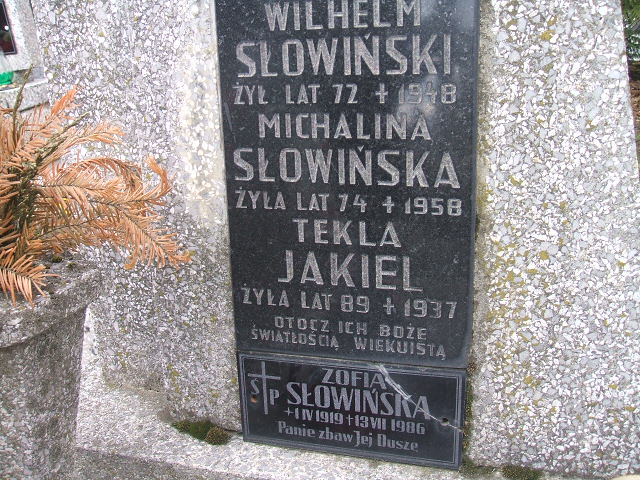 WILHELM
SŁOWIŃSKI
ŻYŁ LAT 72 + 1948
MICHALINA
SŁOWIŃSKA
ŻYŁA LAT 74 + 1958
TEKLA
JAKIEL
ŻYŁA LAT 89 + 1937
OTOCZ ICH BOŻE
ŚWIATŁOŚCIĄ WIEKUISTĄ
ZOFIA
Ś P SŁOWIŃSKA
+1 IV 1919 +13 VII 1986
Panie zbaw Jej Duszę